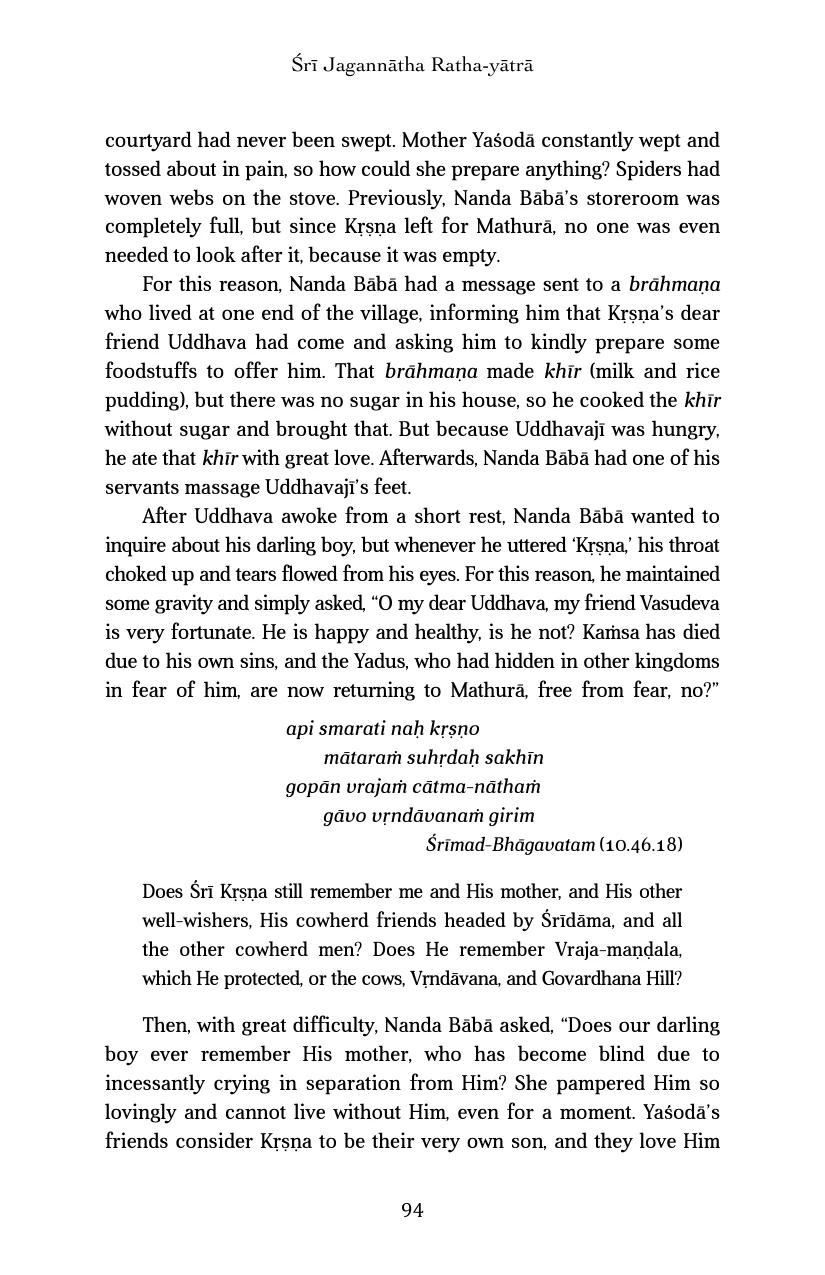 Śrī Jagannātha Ratha-yātrā
courtyard had never been swept. Mother Yaśodā constantly wept and
tossed about in pain, so how could she prepare anything? Spiders had
woven webs on the stove. Previously, Nanda Bābā’s storeroom was
completely full, but since Kṛṣṇa left for Mathurā, no one was even
needed to look after it, because it was empty.
For this reason, Nanda Bābā had a message sent to a brāhmaṇa
who lived at one end of the village, informing him that Kṛṣṇa’s dear
friend Uddhava had come and asking him to kindly prepare some
foodstuffs to offer him. That brāhmaṇa made khīr (milk and rice
pudding), but there was no sugar in his house, so he cooked the khīr
without sugar and brought that. But because Uddhavajī was hungry,
he ate that khīr with great love. Afterwards, Nanda Bābā had one of his
servants massage Uddhavajī’s feet.
After Uddhava awoke from a short rest, Nanda Bābā wanted to
inquire about his darling boy, but whenever he uttered ‘Kṛṣṇa,’ his throat
choked up and tears flowed from his eyes. For this reason, he maintained
some gravity and simply asked, “O my dear Uddhava, my friend Vasudeva
is very fortunate. He is happy and healthy, is he not? Kaṁsa has died
due to his own sins, and the Yadus, who had hidden in other kingdoms
in fear of him, are now returning to Mathurā, free from fear, no?”
api smarati naḥ kṛṣṇo
mātaraṁ suhṛdaḥ sakhīn
gopān vrajaṁ cātma-nāthaṁ
gāvo vṛndāvanaṁ girim
Śrīmad-Bhāgavatam (10.46.18)
Does Śrī Kṛṣṇa still remember me and His mother, and His other
well-wishers, His cowherd friends headed by Śrīdāma, and all
the other cowherd men? Does He remember Vraja-maṇḍala,
which He protected, or the cows, Vṛndāvana, and Govardhana Hill?
Then, with great difficulty, Nanda Bābā asked, “Does our darling
boy ever remember His mother, who has become blind due to
incessantly crying in separation from Him? She pampered Him so
lovingly and cannot live without Him, even for a moment. Yaśodā’s
friends consider Kṛṣṇa to be their very own son, and they love Him
94